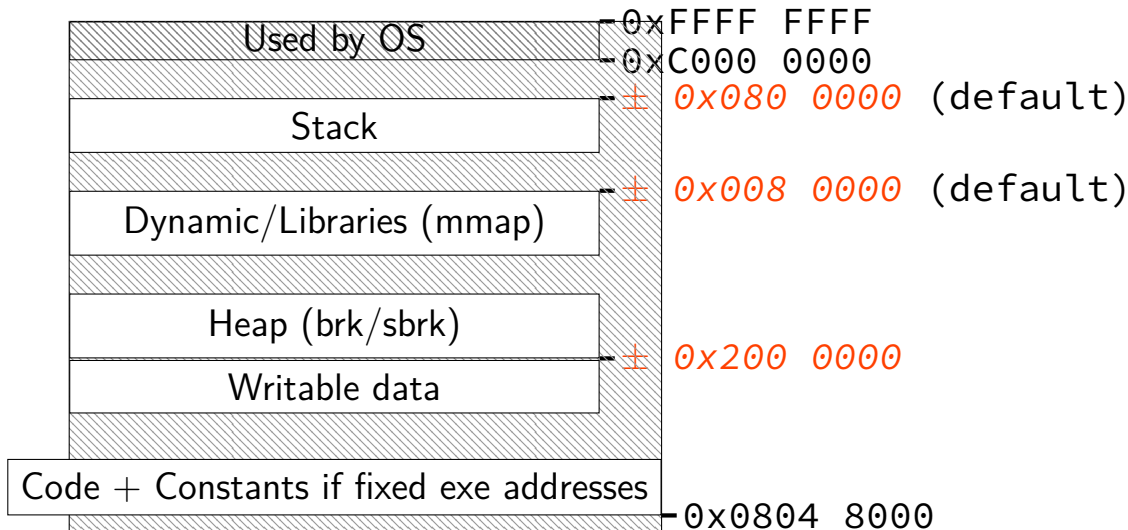 Used by OS
0xFFFF FFFF
0xC000 0000
± 0x080 0000 (default)
Stack
± 0x008 0000 (default)
Dynamic/Libraries (mmap)
Heap (brk/sbrk)
± 0x200 0000
Writable data
Code + Constants if fixed exe addresses
0x0804 8000